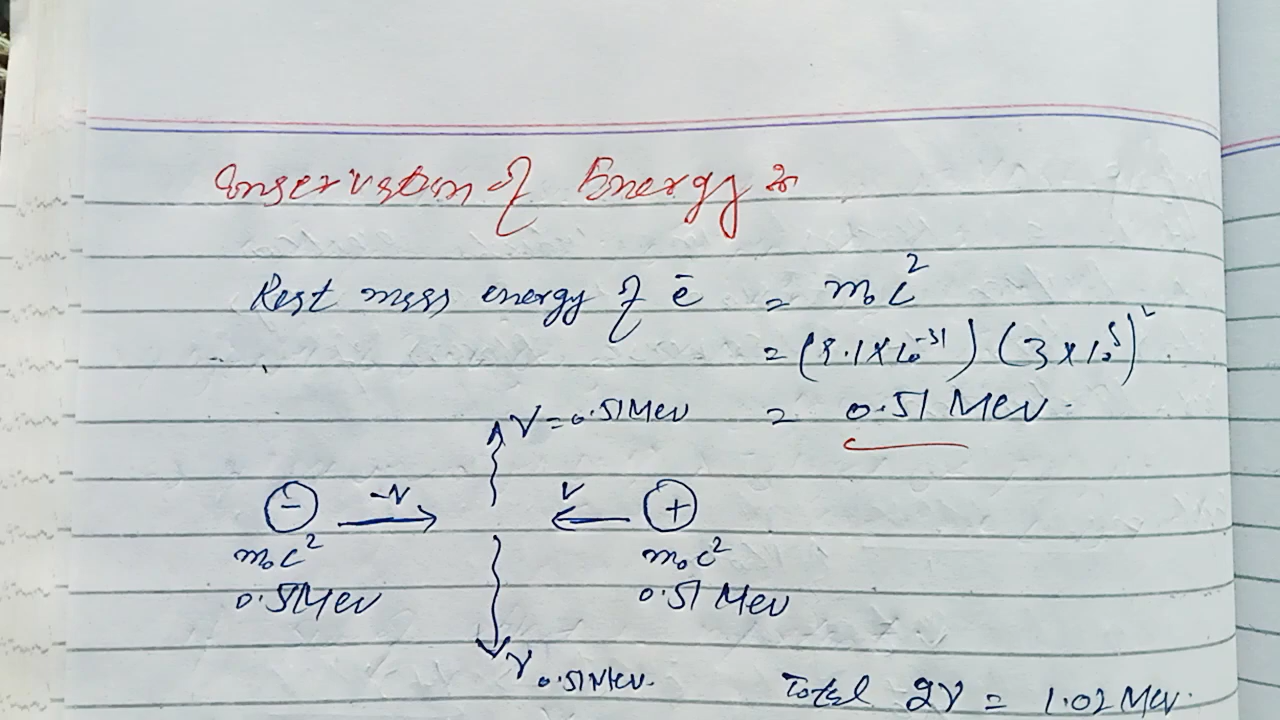 Conservation of Energy :-
Rest mass energy of e⁻ = m₀c²
= (9.1×10⁻³¹) (3×10⁸)²
= 0.51 MeV.
γ = 0.51 MeV
⊖ -v → ← v ⊕
m₀c² m₀c²
0.51 MeV 0.51 MeV
γ 0.51 MeV.
Total 2γ = 1.02 MeV.